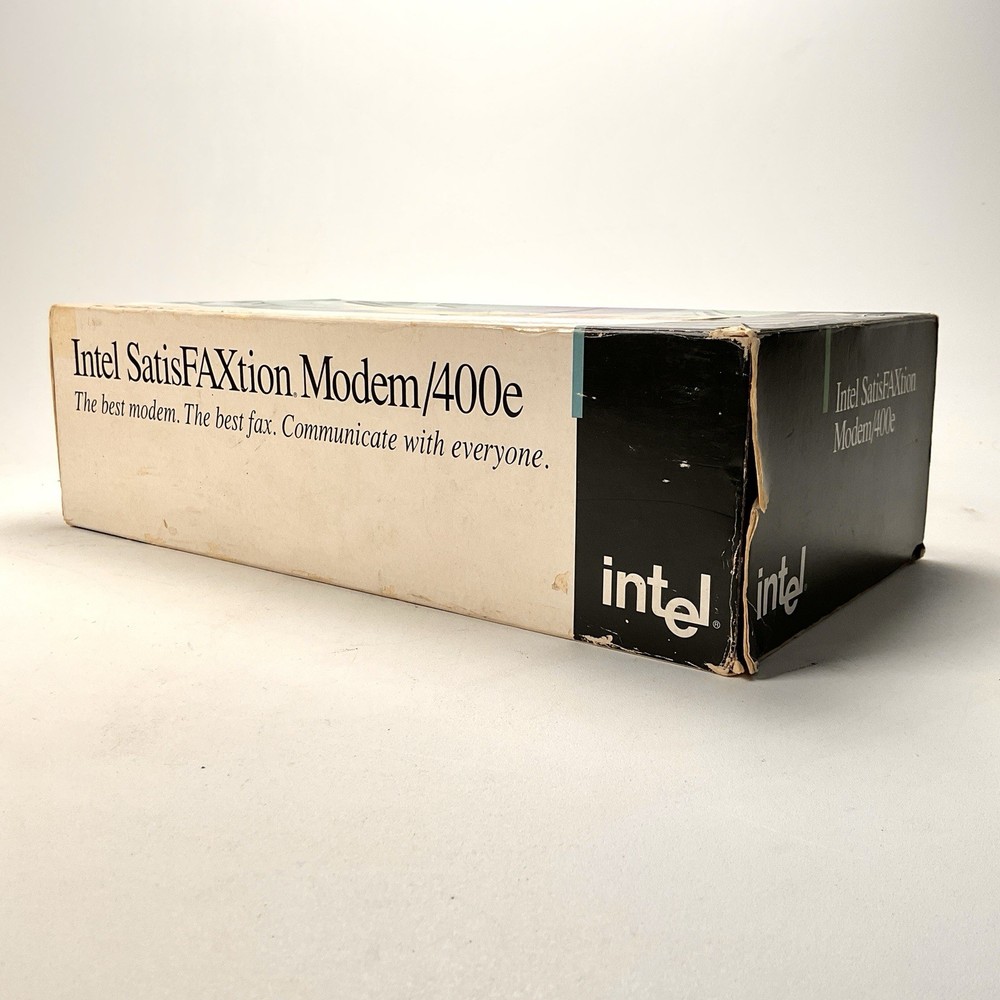 Intel SatisFAXtion Modem/400e
The best modem. The best fax. Communicate with everyone.
intel®
Intel SatisFAXtion
Modem/400e
intel